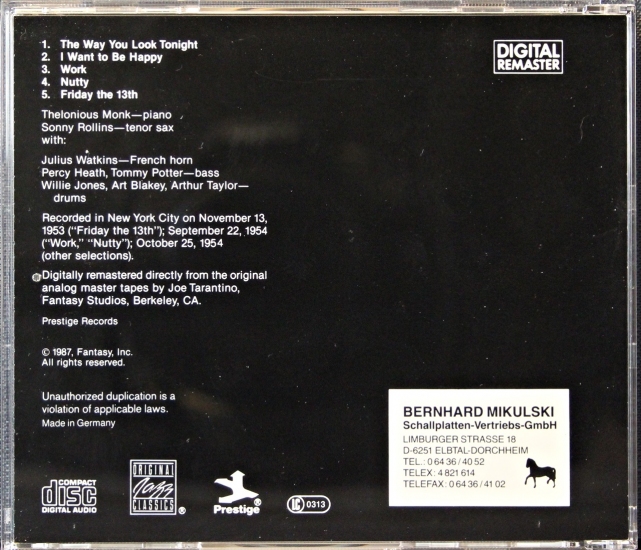 1. The Way You Look Tonight
2. I Want to Be Happy
3. Work
4. Nutty
5. Friday the 13th
DIGITAL
REMASTER
Thelonious Monk—piano
Sonny Rollins—tenor sax
with:
Julius Watkins—French horn
Percy Heath, Tommy Potter—bass
Willie Jones, Art Blakey, Arthur Taylor—
drums
Recorded in New York City on November 13,
1953 ("Friday the 13th"); September 22, 1954
("Work," "Nutty"); October 25, 1954
(other selections).
Digitally remastered directly from the original
analog master tapes by Joe Tarantino,
Fantasy Studios, Berkeley, CA.
Prestige Records
© 1987, Fantasy, Inc.
All rights reserved.
Unauthorized duplication is a
violation of applicable laws.
Made in Germany
BERNHARD MIKULSKI
Schallplatten-Vertriebs-GmbH
LIMBURGER STRASSE 18
D-6251 ELBTAL-DORCHHEIM
TEL.: 0 64 36 / 40 52
TELEX: 4 821 614
TELEFAX: 0 64 36 / 41 02
COMPACT
disc
DIGITAL AUDIO
ORIGINAL
Jazz
CLASSICS®
Prestige®
LC 0313